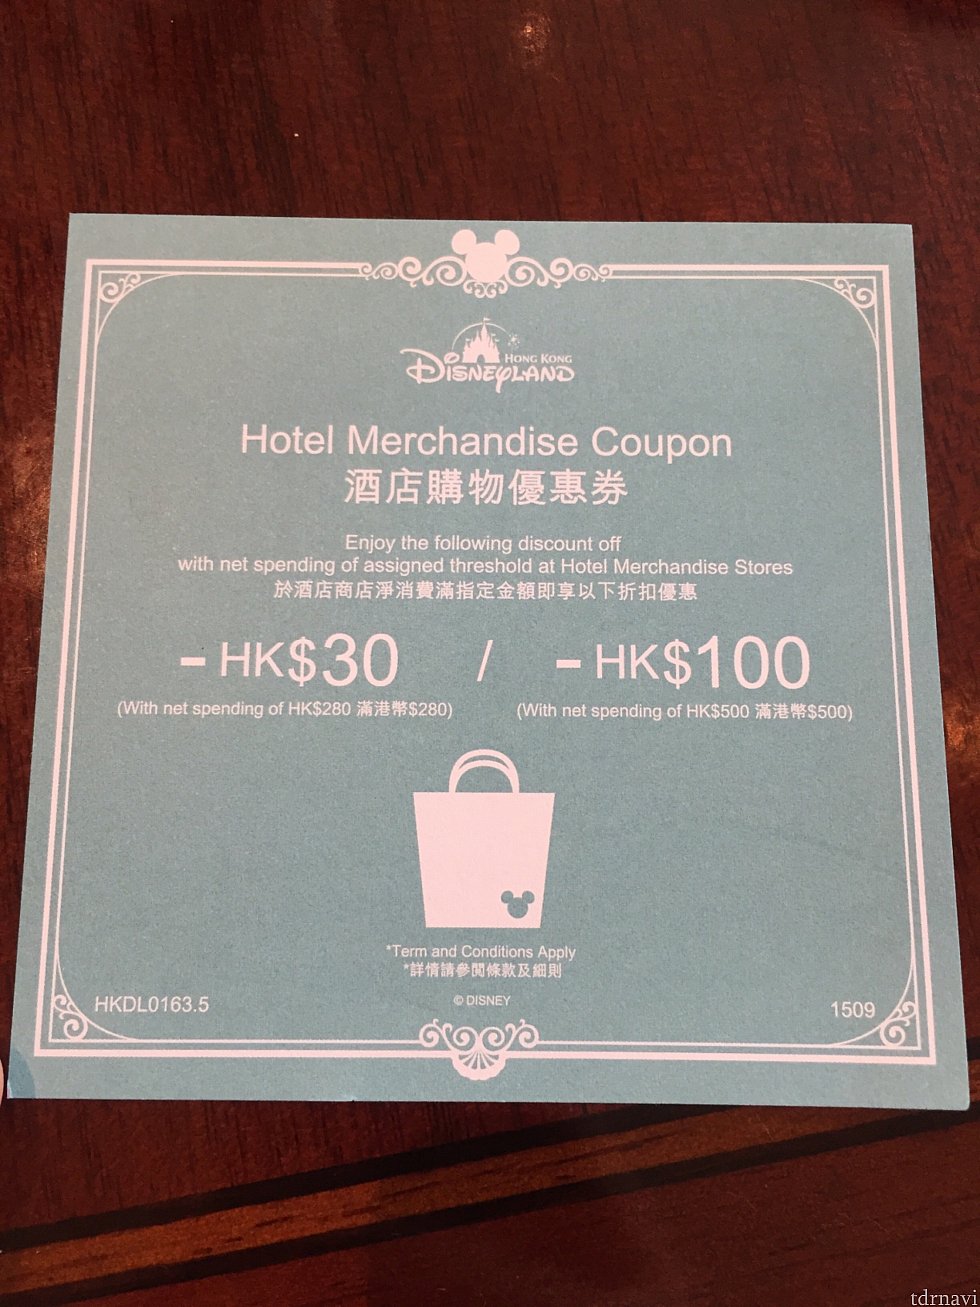 HONG KONG
DISNEYLAND
Hotel Merchandise Coupon
酒店購物優惠券
Enjoy the following discount off
with net spending of assigned threshold at Hotel Merchandise Stores
於酒店商店淨消費滿指定金額即享以下折扣優惠
- HK$30 / - HK$100
(With net spending of HK$280 滿港幣$280) (With net spending of HK$500 滿港幣$500)
*Term and Conditions Apply
*詳情請參閱條款及細則
HKDL0163.5 © DISNEY 1509
tdrnavi